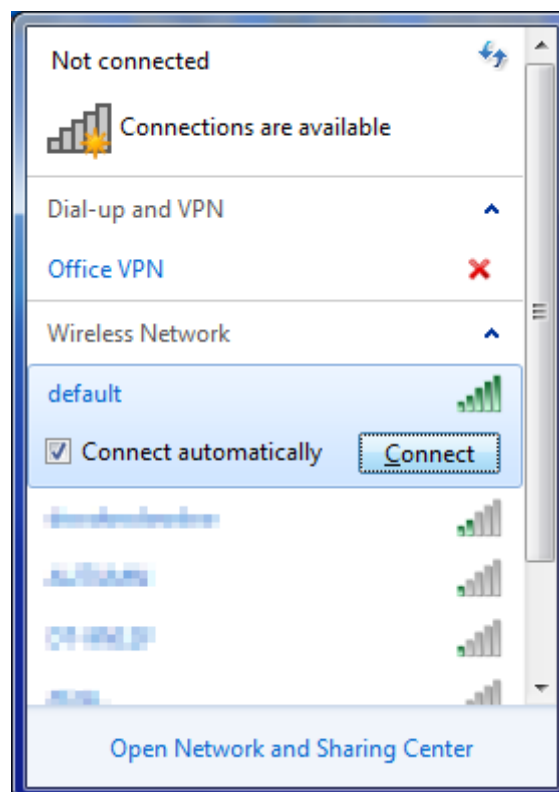 Not connected
Connections are available
Dial-up and VPN
Office VPN
Wireless Network
default
Connect automatically
Connect
Open Network and Sharing Center